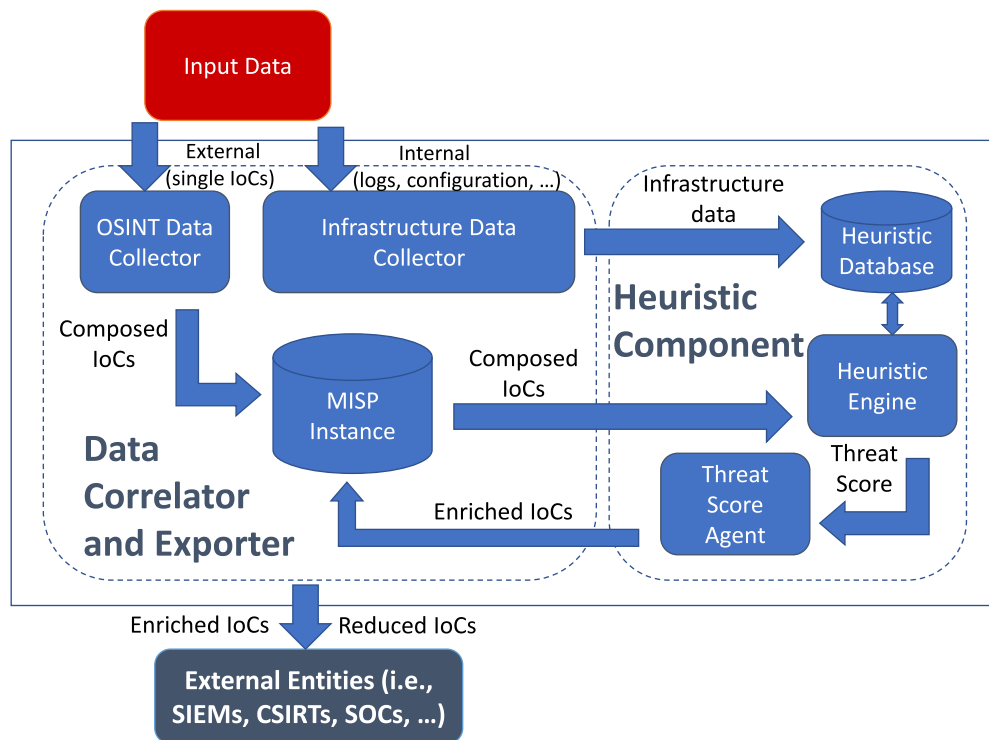 Input Data
External
(single IoCs)
Internal
(logs, configuration, …)
OSINT Data
Collector
Infrastructure Data
Collector
Infrastructure
data
Heuristic
Database
Heuristic
Component
Composed
IoCs
MISP
Instance
Composed
IoCs
Heuristic
Engine
Data
Correlator
and Exporter
Threat
Score
Threat
Score
Agent
Enriched IoCs
Enriched IoCs
Reduced IoCs
External Entities (i.e.,
SIEMs, CSIRTs, SOCs, …)